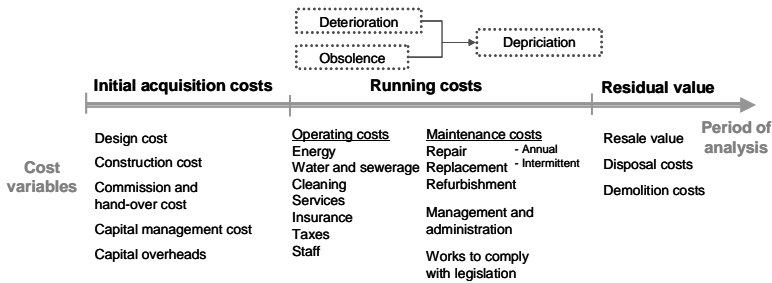 Deterioration
Obsolence
Depriciation
Initial acquisition costs
Running costs
Residual value
Period of
analysis
Cost
variables
Design cost
Construction cost
Commission and
hand-over cost
Capital management cost
Capital overheads
Operating costs
Energy
Water and sewerage
Cleaning
Services
Insurance
Taxes
Staff
Maintenance costs
Repair
Replacement
Refurbishment
- Annual
- Intermittent
Management and
administration
Works to comply
with legislation
Resale value
Disposal costs
Demolition costs